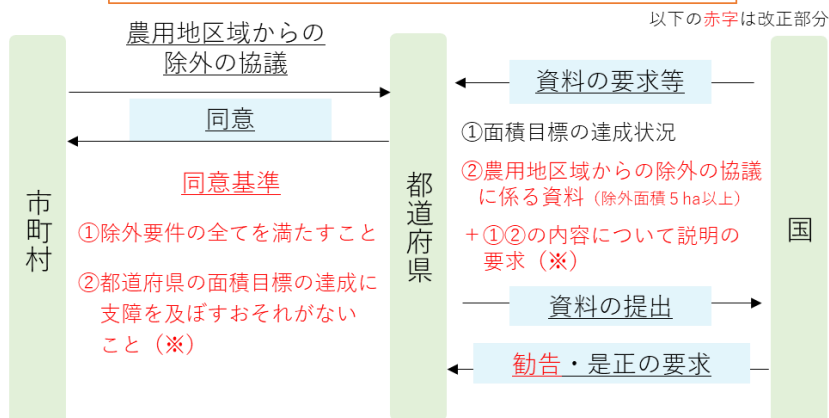 以下の赤字は改正部分
農用地区域からの
除外の協議
同意
同意基準
①除外要件の全てを満たすこと
②都道府県の面積目標の達成に
支障を及ぼすおそれがない
こと（※）
市町村
都道府県
資料の要求等
①面積目標の達成状況
②農用地区域からの除外の協議
に係る資料（除外面積５ha以上）
＋①②の内容について説明の
要求（※）
資料の提出
勧告・是正の要求
国